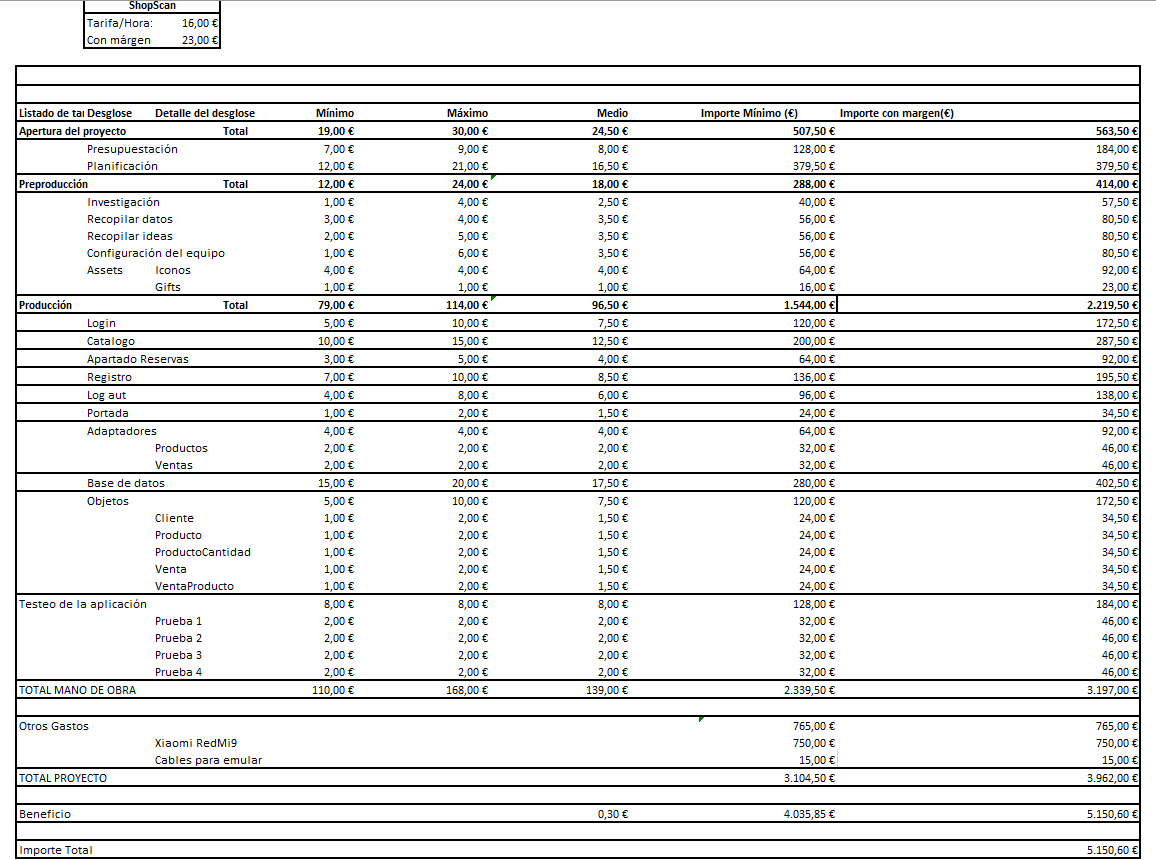 ShopScan
Tarifa/Hora: 16,00 €
Con márgen 23,00 €
Listado de tar Desglose Detalle del desglose Mínimo Máximo Medio Importe Mínimo (€) Importe con margen(€)
Apertura del proyecto Total 19,00 € 30,00 € 24,50 € 507,50 € 563,50 €
Presupuestación 7,00 € 9,00 € 8,00 € 128,00 € 184,00 €
Planificación 12,00 € 21,00 € 16,50 € 379,50 € 379,50 €
Preproducción Total 12,00 € 24,00 € 18,00 € 288,00 € 414,00 €
Investigación 1,00 € 4,00 € 2,50 € 40,00 € 57,50 €
Recopilar datos 3,00 € 4,00 € 3,50 € 56,00 € 80,50 €
Recopilar ideas 2,00 € 5,00 € 3,50 € 56,00 € 80,50 €
Configuración del equipo 1,00 € 6,00 € 3,50 € 56,00 € 80,50 €
Assets Iconos 4,00 € 4,00 € 4,00 € 64,00 € 92,00 €
Gifts 1,00 € 1,00 € 1,00 € 16,00 € 23,00 €
Producción Total 79,00 € 114,00 € 96,50 € 1.544,00 € 2.219,50 €
Login 5,00 € 10,00 € 7,50 € 120,00 € 172,50 €
Catalogo 10,00 € 15,00 € 12,50 € 200,00 € 287,50 €
Apartado Reservas 3,00 € 5,00 € 4,00 € 64,00 € 92,00 €
Registro 7,00 € 10,00 € 8,50 € 136,00 € 195,50 €
Log aut 4,00 € 8,00 € 6,00 € 96,00 € 138,00 €
Portada 1,00 € 2,00 € 1,50 € 24,00 € 34,50 €
Adaptadores 4,00 € 4,00 € 4,00 € 64,00 € 92,00 €
Productos 2,00 € 2,00 € 2,00 € 32,00 € 46,00 €
Ventas 2,00 € 2,00 € 2,00 € 32,00 € 46,00 €
Base de datos 15,00 € 20,00 € 17,50 € 280,00 € 402,50 €
Objetos 5,00 € 10,00 € 7,50 € 120,00 € 172,50 €
Cliente 1,00 € 2,00 € 1,50 € 24,00 € 34,50 €
Producto 1,00 € 2,00 € 1,50 € 24,00 € 34,50 €
ProductoCantidad 1,00 € 2,00 € 1,50 € 24,00 € 34,50 €
Venta 1,00 € 2,00 € 1,50 € 24,00 € 34,50 €
VentaProducto 1,00 € 2,00 € 1,50 € 24,00 € 34,50 €
Testeo de la aplicación 8,00 € 8,00 € 8,00 € 128,00 € 184,00 €
Prueba 1 2,00 € 2,00 € 2,00 € 32,00 € 46,00 €
Prueba 2 2,00 € 2,00 € 2,00 € 32,00 € 46,00 €
Prueba 3 2,00 € 2,00 € 2,00 € 32,00 € 46,00 €
Prueba 4 2,00 € 2,00 € 2,00 € 32,00 € 46,00 €
TOTAL MANO DE OBRA 110,00 € 168,00 € 139,00 € 2.339,50 € 3.197,00 €
Otros Gastos 765,00 € 765,00 €
Xiaomi RedMi9 750,00 € 750,00 €
Cables para emular 15,00 € 15,00 €
TOTAL PROYECTO 3.104,50 € 3.962,00 €
Beneficio 0,30 € 4.035,85 € 5.150,60 €
Importe Total 5.150,60 €